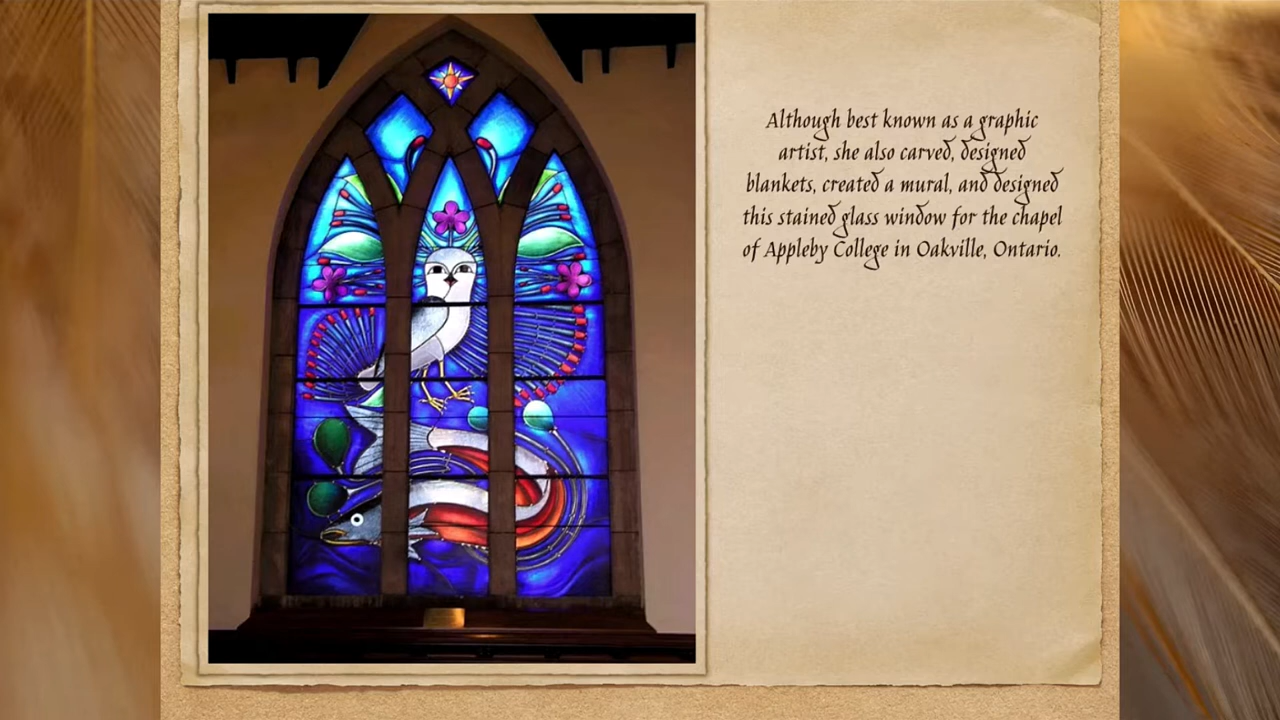 Although best known as a graphic
artist, she also carved, designed
blankets, created a mural, and designed
this stained glass window for the chapel
of Appleby College in Oakville, Ontario.